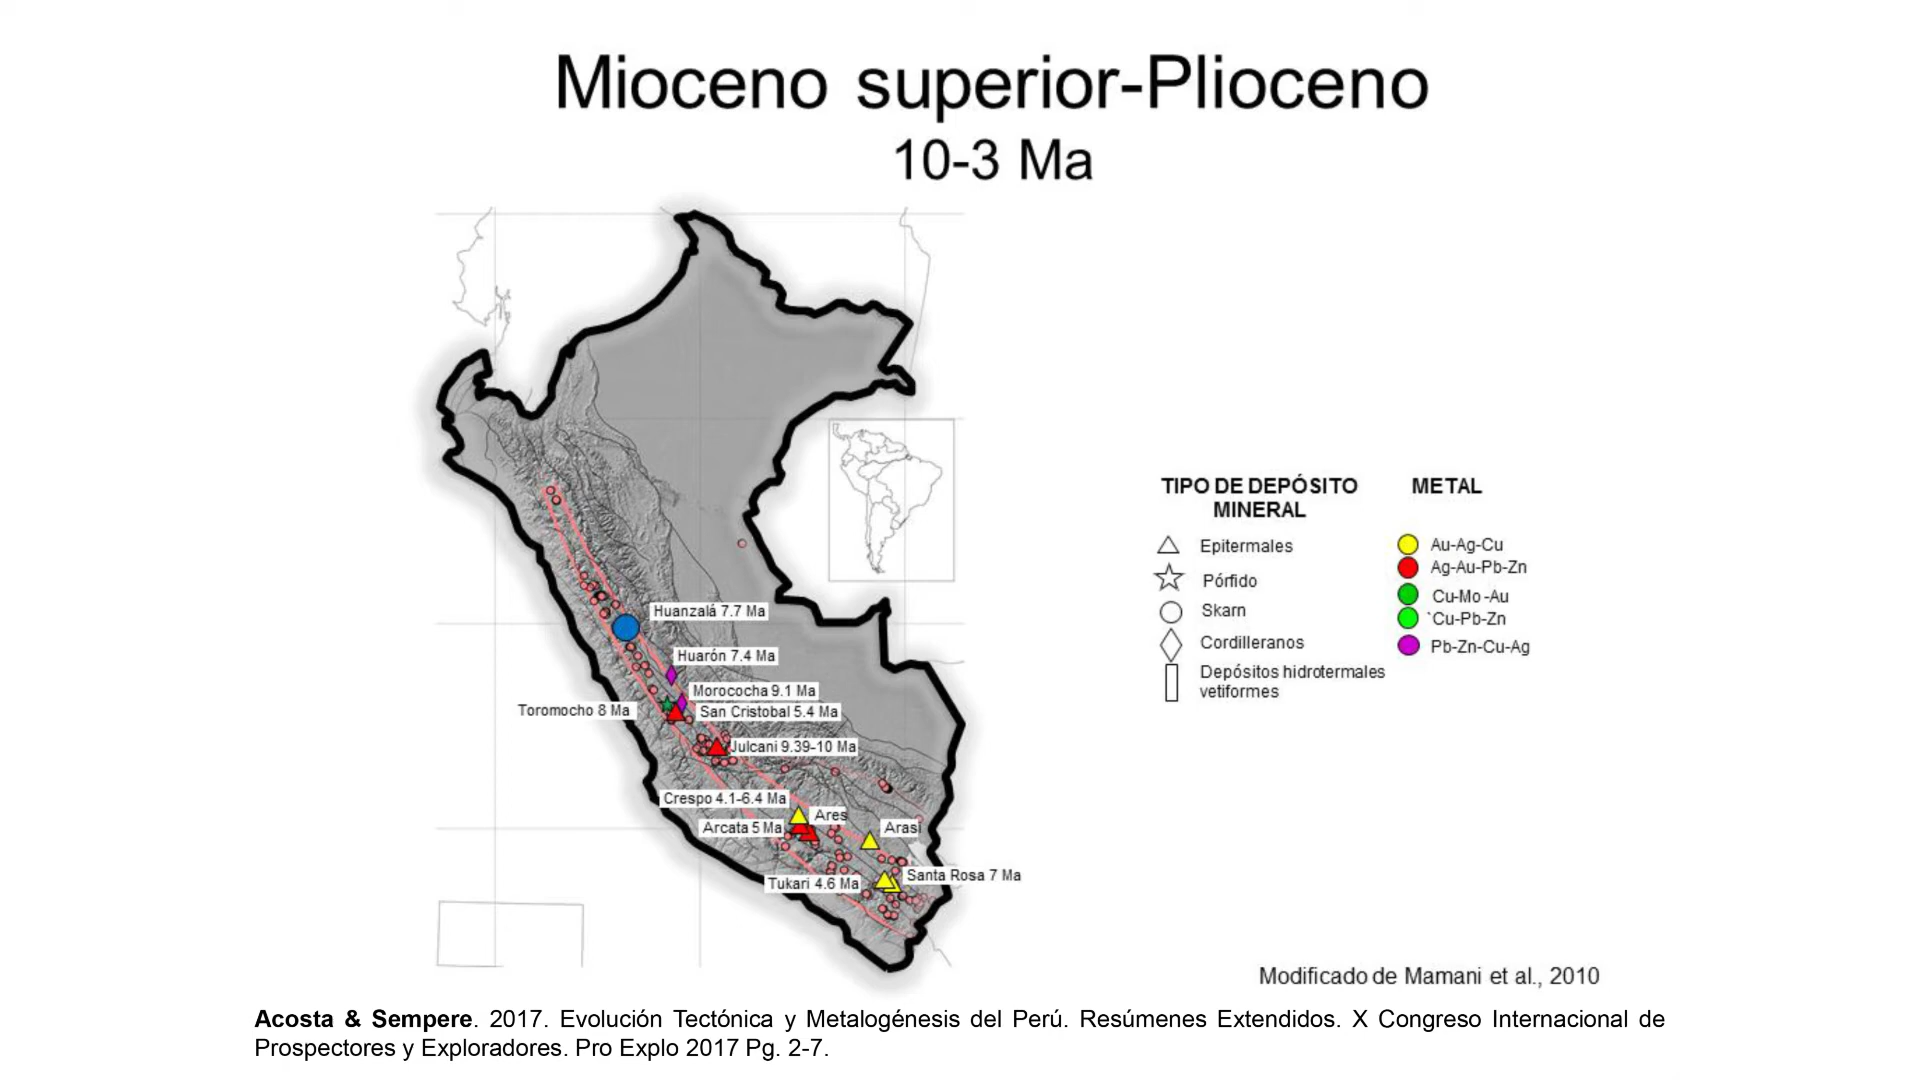 Mioceno superior-Plioceno
10-3 Ma
Huanzalá 7.7 Ma
Huarón 7.4 Ma
Morococha 9.1 Ma
Toromocho 8 Ma
San Cristobal 5.4 Ma
Julcani 9.39-10 Ma
Crespo 4.1-6.4 Ma
Ares
Arcata 5 Ma
Arasi
Santa Rosa 7 Ma
Tukari 4.6 Ma
TIPO DE DEPÓSITO
MINERAL
Epitermales
Pórfido
Skarn
Cordilleranos
Depósitos hidrotermales
vetiformes
METAL
Au-Ag-Cu
Ag-Au-Pb-Zn
Cu-Mo -Au
`Cu-Pb-Zn
Pb-Zn-Cu-Ag
Modificado de Mamani et al., 2010
Acosta & Sempere. 2017. Evolución Tectónica y Metalogénesis del Perú. Resúmenes Extendidos. X Congreso Internacional de
Prospectores y Exploradores. Pro Explo 2017 Pg. 2-7.